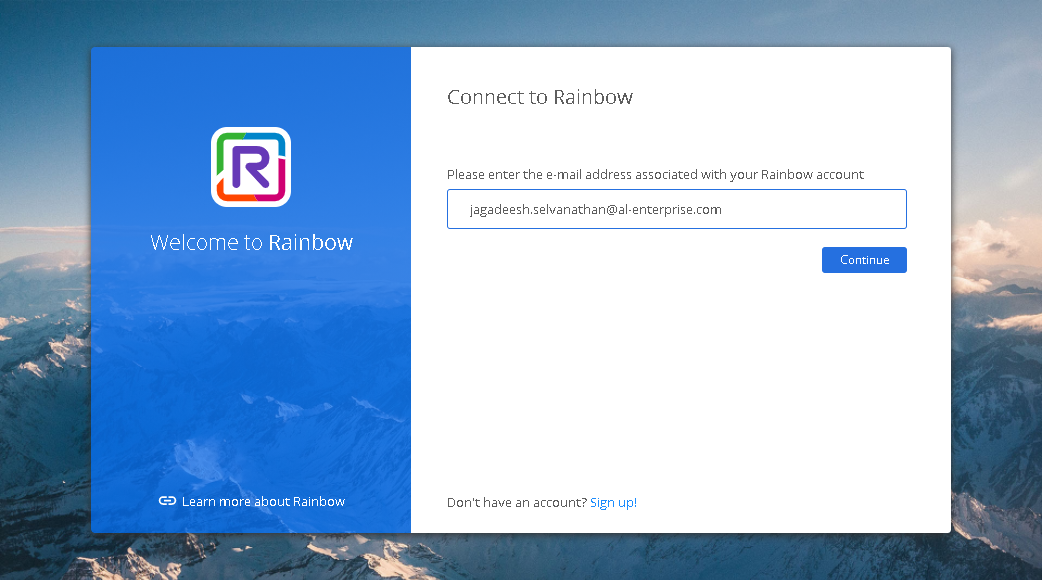 R
Welcome to Rainbow
Learn more about Rainbow
Connect to Rainbow
Please enter the e-mail address associated with your Rainbow account
jagadeesh.selvanathan@al-enterprise.com
Continue
Don't have an account? Sign up!